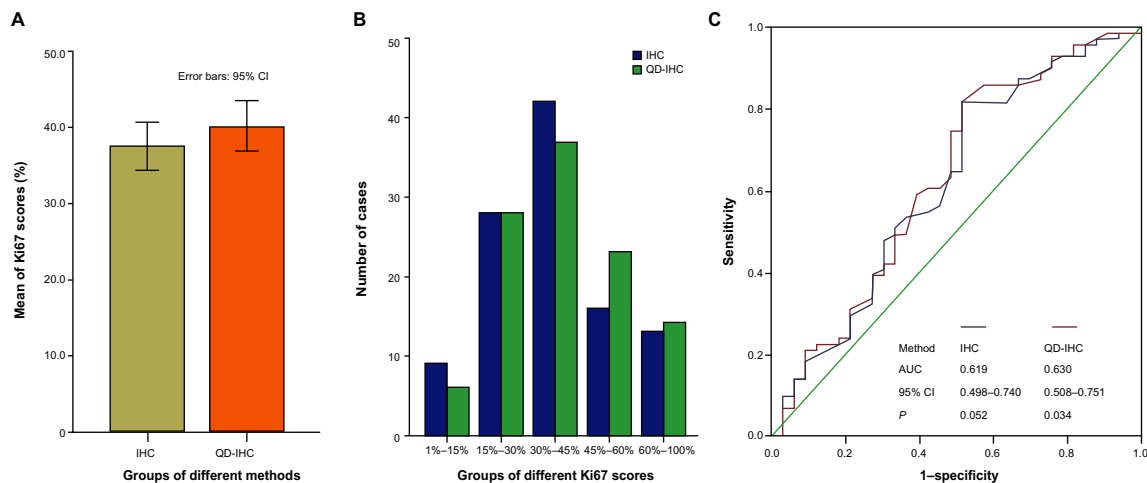 A
50.0
40.0
30.0
20.0
10.0
0
Mean of Ki67 scores (%)
Error bars: 95% CI
IHC
QD-IHC
Groups of different methods
B
50
40
30
20
10
0
Number of cases
IHC
QD-IHC
1%–15%
15%–30%
30%–45%
45%–60%
60%–100%
Groups of different Ki67 scores
C
1.0
0.8
0.6
0.4
0.2
0.0
Sensitivity
Method IHC QD-IHC
AUC 0.619 0.630
95% CI 0.498–0.740 0.508–0.751
P 0.052 0.034
0.0 0.2 0.4 0.6 0.8 1.0
1–specificity